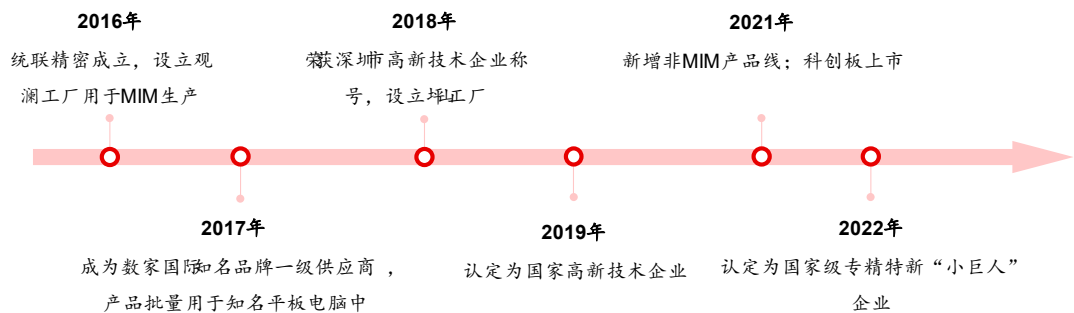 2016年
统联精密成立，设立观
澜工厂用于MIM生产
2018年
荣获深圳市高新技术企业称
号，设立坪山工厂
2021年
新增非MIM产品线；科创板上市
2017年
成为数家国际知名品牌一级供应商，
产品批量用于知名平板电脑中
2019年
认定为国家高新技术企业
2022年
认定为国家级专精特新“小巨人”
企业